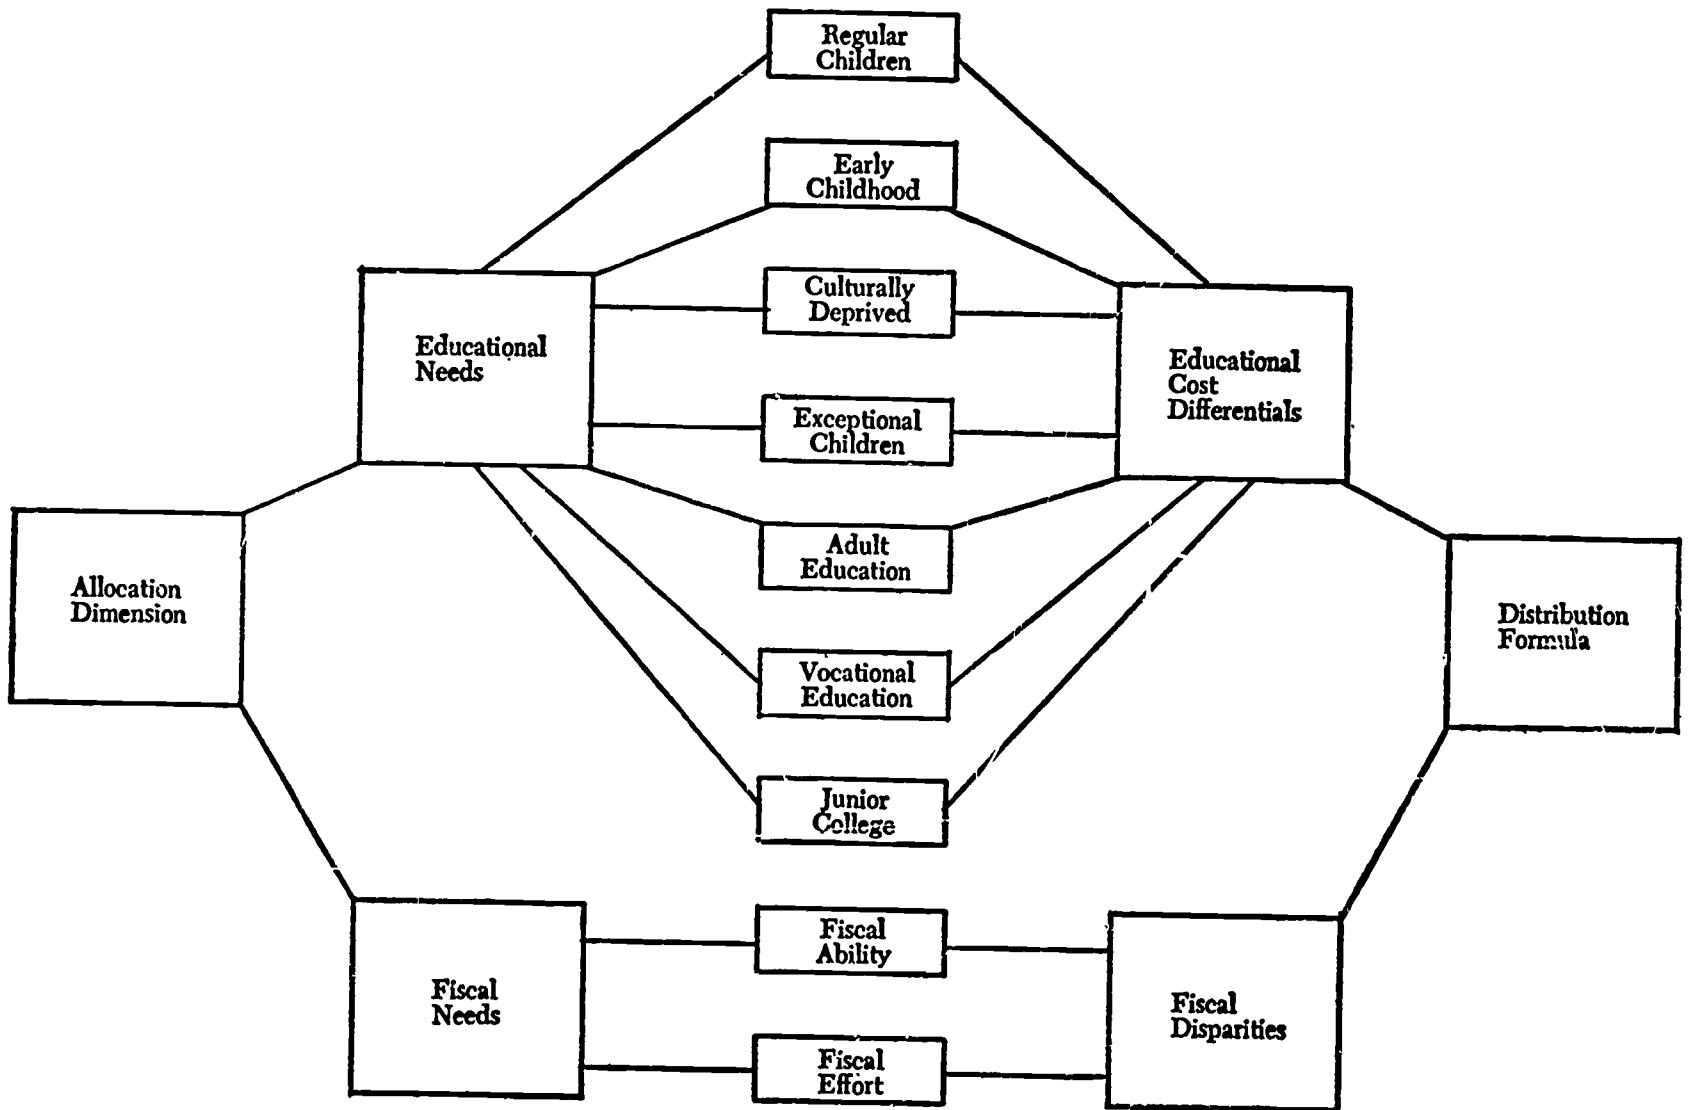 Regular
Children
Early
Childhood
Culturally
Deprived
Educational
Needs
Educational
Cost
Differentials
Exceptional
Children
Adult
Education
Allocation
Dimension
Distribution
Formula
Vocational
Education
Junior
College
Fiscal
Ability
Fiscal
Needs
Fiscal
Disparities
Fiscal
Effort